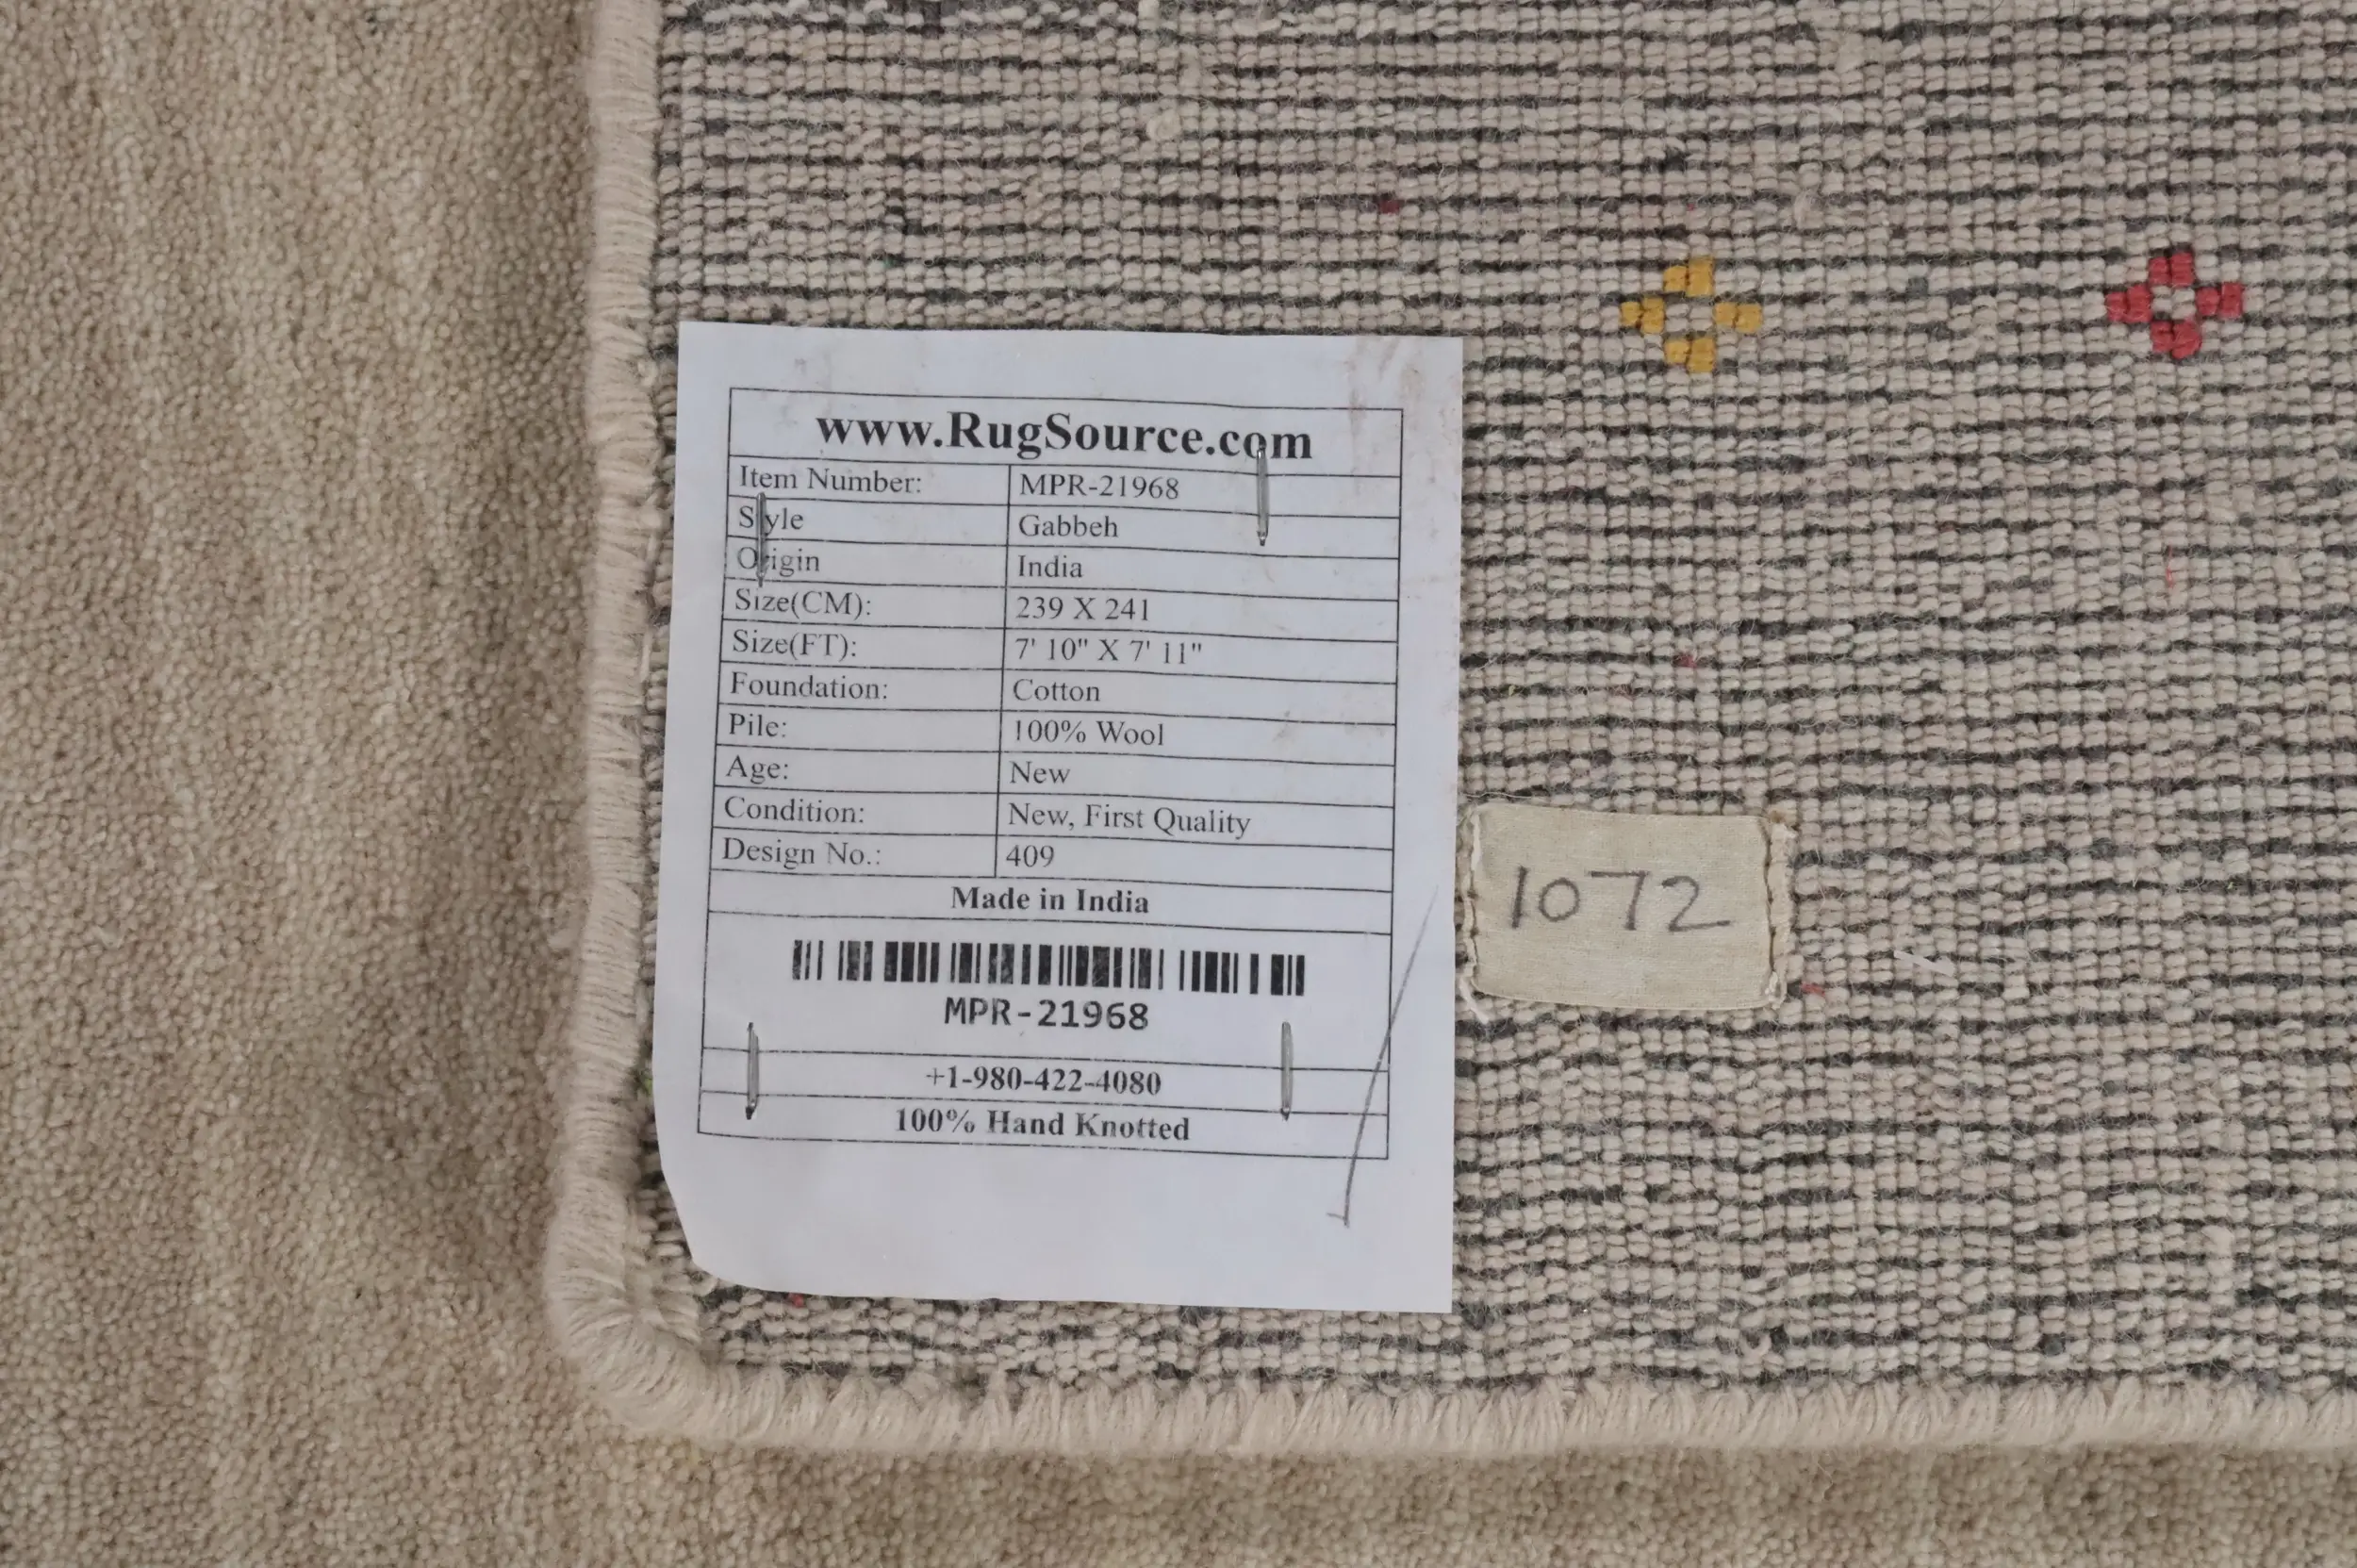 www.RugSource.com
Item Number: MPR-21968
Style Gabbeh
Origin India
Size(CM): 239 X 241
Size(FT): 7' 10" X 7' 11"
Foundation: Cotton
Pile: 100% Wool
Age: New
Condition: New, First Quality
Design No.: 409
Made in India
MPR-21968
+1-980-422-4080
100% Hand Knotted
1072